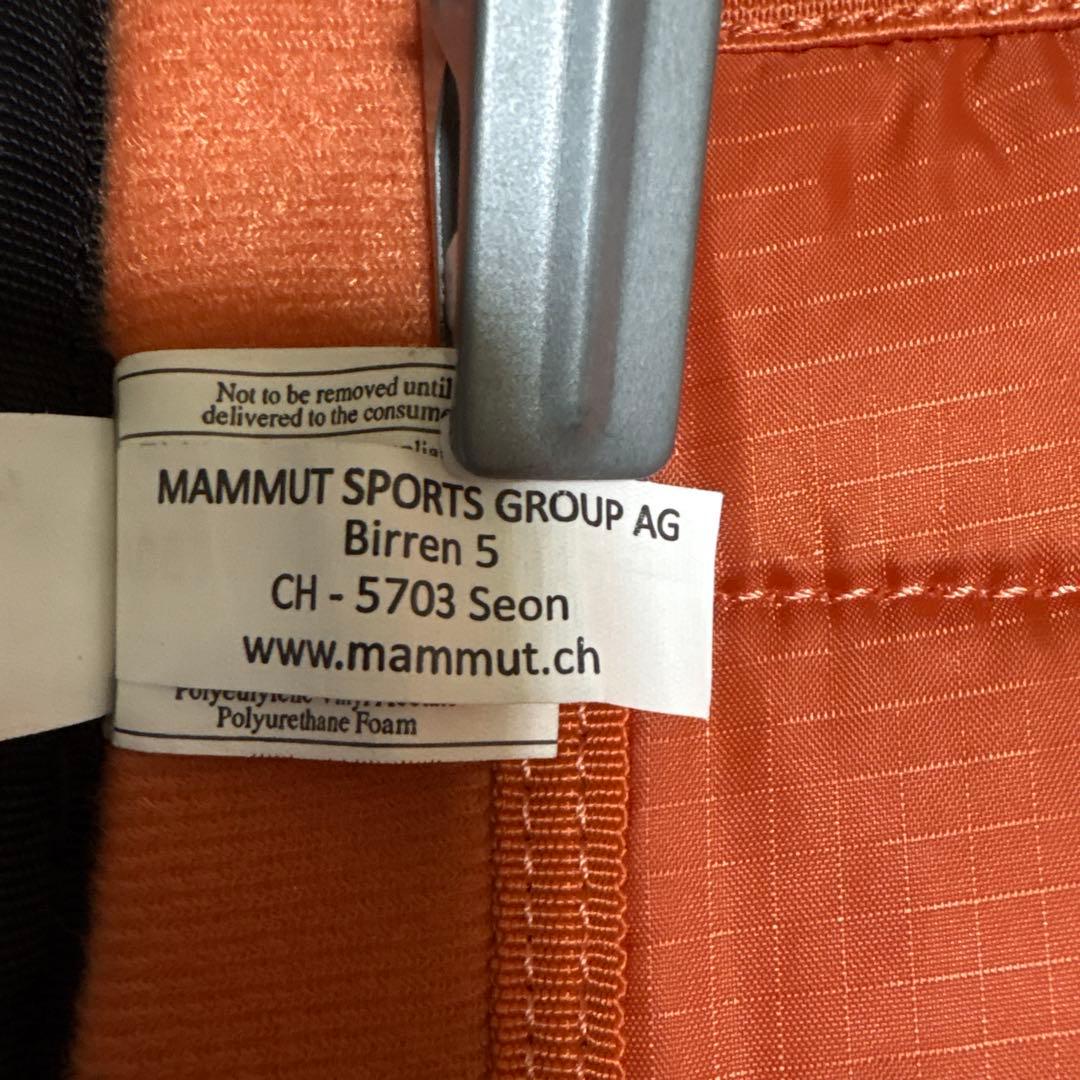 Not to be removed until
delivered to the
MAMMUT SPORTS GROUP AG
Birren 5
CH - 5703 Seon
www.mammut.ch
Polyurethane Foam